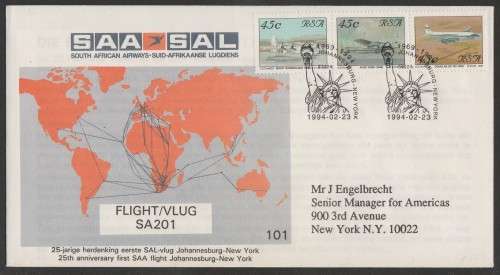 SAA SAL
SOUTH AFRICAN AIRWAYS-SUID-AFRIKAANSE LUGDIENS
45c RSA
45c RSA
45c RSA
1994-02-23
1994-02-23
FLIGHT/VLUG
SA201
101
25-jarige herdenking eerste SAL-vlug Johannesburg-New York
25th anniversary first SAA flight Johannesburg-New York
Mr J Engelbrecht
Senior Manager for Americas
900 3rd Avenue
New York N.Y. 10022